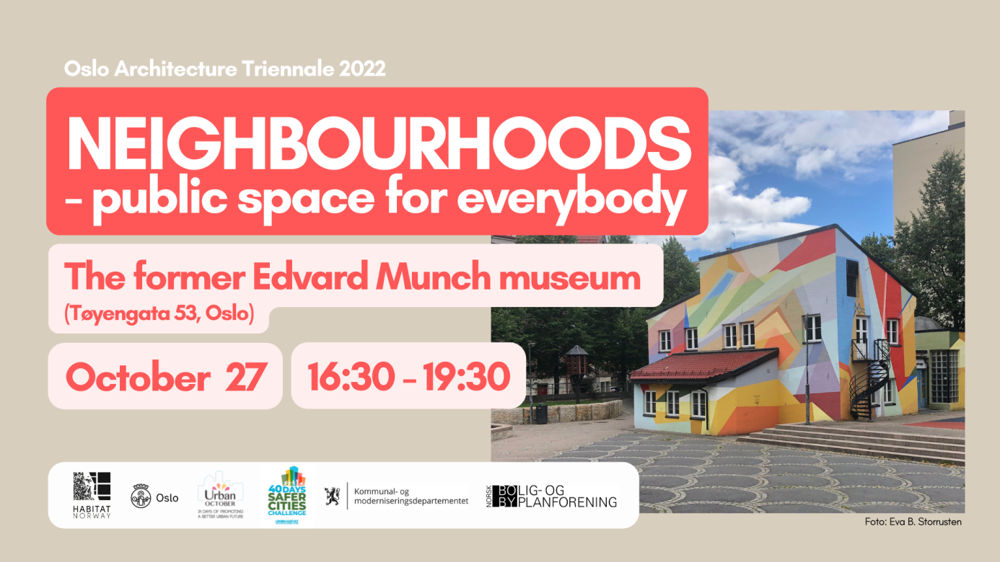 Oslo Architecture Triennale 2022
NEIGHBOURHOODS
- public space for everybody
The former Edvard Munch museum
(Tøyengata 53, Oslo)
October 27
16:30 - 19:30
HABITAT
NORWAY
Oslo
Urban
OCTOBER
31 DAYS OF PROMOTING
A BETTER URBAN FUTURE
40 DAYS
SAFER
CITIES
CHALLENGE
UN HABITAT
Kommunal- og
moderniseringsdepartementet
NORSK
BOLIG- OG
BYPLANFORENING
Foto: Eva B. Storrusten